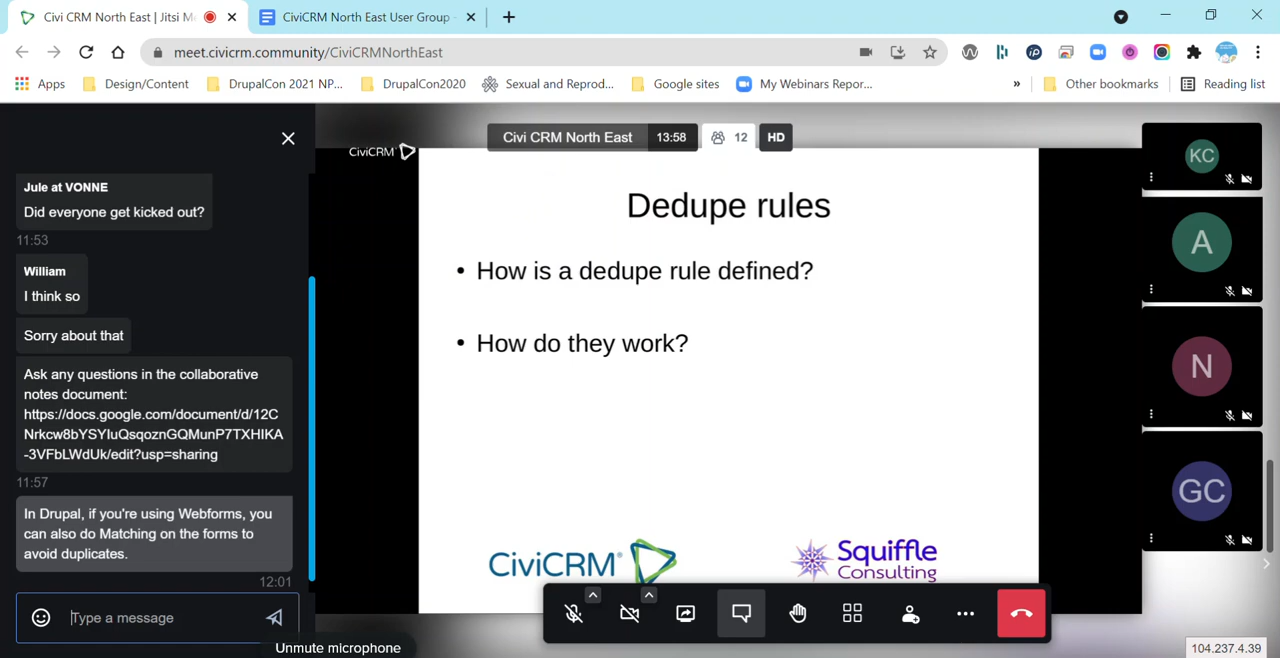 Civi CRM North East | Jitsi M
CiviCRM North East User Group -
meet.civicrm.community/CiviCRMNorthEast
Apps
Design/Content
DrupalCon 2021 NP...
DrupalCon2020
Sexual and Reprod...
Google sites
My Webinars Repor...
»
Other bookmarks
Reading list
Jule at VONNE
Did everyone get kicked out?
11:53
William
I think so
Sorry about that
Ask any questions in the collaborative
notes document:
https://docs.google.com/document/d/12C
Nrkcw8bYSYIuQsqoznGQMunP7TXHIKA
-3VFbLWdUk/edit?usp=sharing
11:57
In Drupal, if you're using Webforms, you
can also do Matching on the forms to
avoid duplicates.
12:01
Type a message
Unmute microphone
CiviCRM
Civi CRM North East
13:58
12
HD
Dedupe rules
• How is a dedupe rule defined?
• How do they work?
CiviCRM®
Squiffle
Consulting
KC
A
N
GC
104.237.4.39